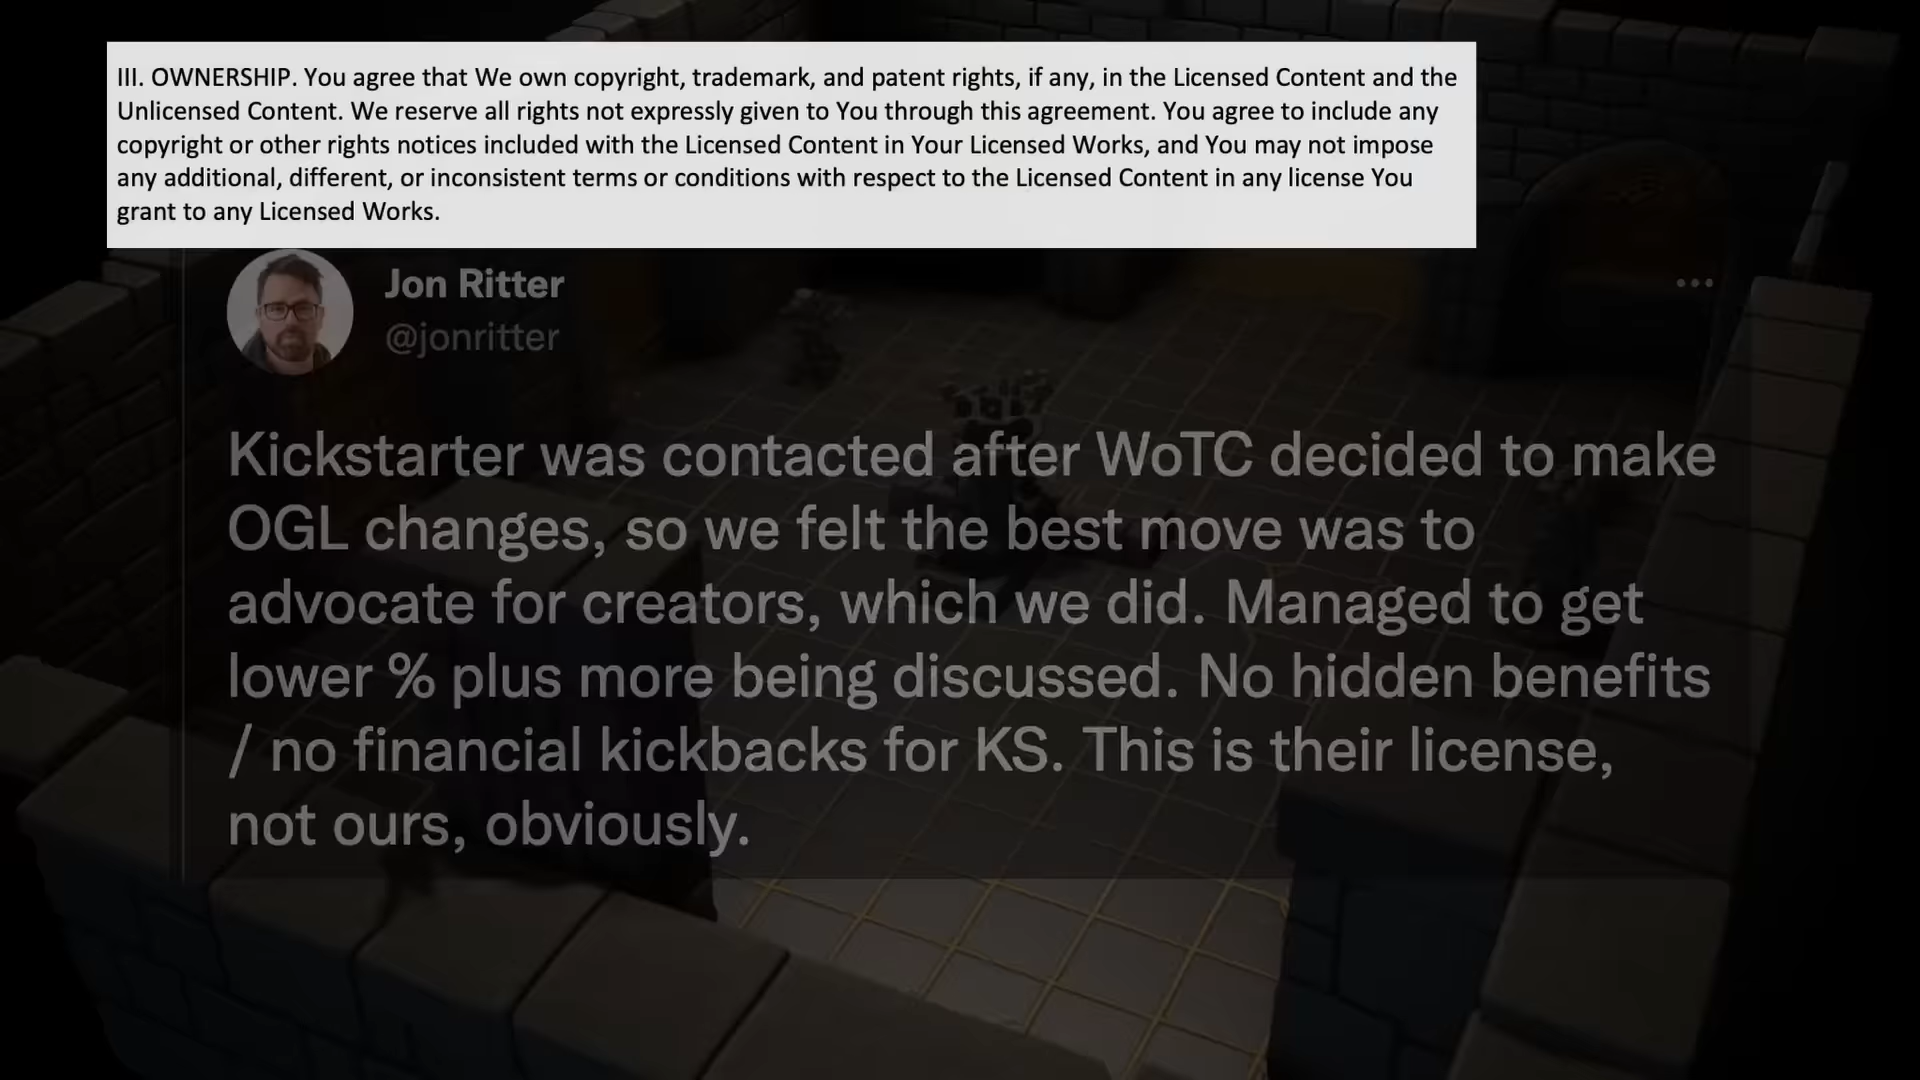 III. OWNERSHIP. You agree that We own copyright, trademark, and patent rights, if any, in the Licensed Content and the
Unlicensed Content. We reserve all rights not expressly given to You through this agreement. You agree to include any
copyright or other rights notices included with the Licensed Content in Your Licensed Works, and You may not impose
any additional, different, or inconsistent terms or conditions with respect to the Licensed Content in any license You
grant to any Licensed Works.
Jon Ritter
@jonritter
Kickstarter was contacted after WoTC decided to make
OGL changes, so we felt the best move was to
advocate for creators, which we did. Managed to get
lower % plus more being discussed. No hidden benefits
/ no financial kickbacks for KS. This is their license,
not ours, obviously.